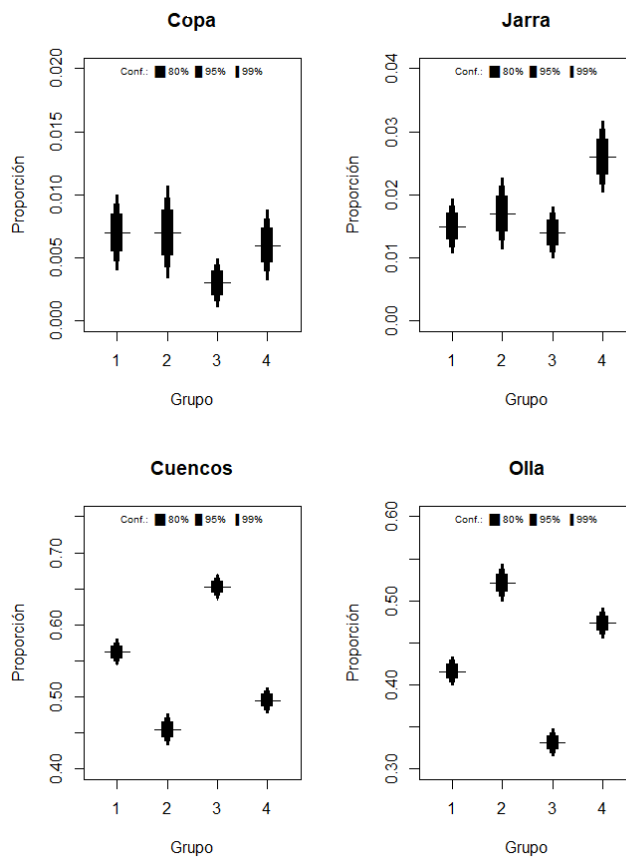 Copa
Conf.: 80% 95% 99%
Proporción
0.020
0.015
0.010
0.005
0.000
1 2 3 4
Grupo
Jarra
Conf.: 80% 95% 99%
Proporción
0.04
0.03
0.02
0.01
0.00
1 2 3 4
Grupo
Cuencos
Conf.: 80% 95% 99%
Proporción
0.70
0.60
0.50
0.40
1 2 3 4
Grupo
Olla
Conf.: 80% 95% 99%
Proporción
0.60
0.50
0.40
0.30
1 2 3 4
Grupo